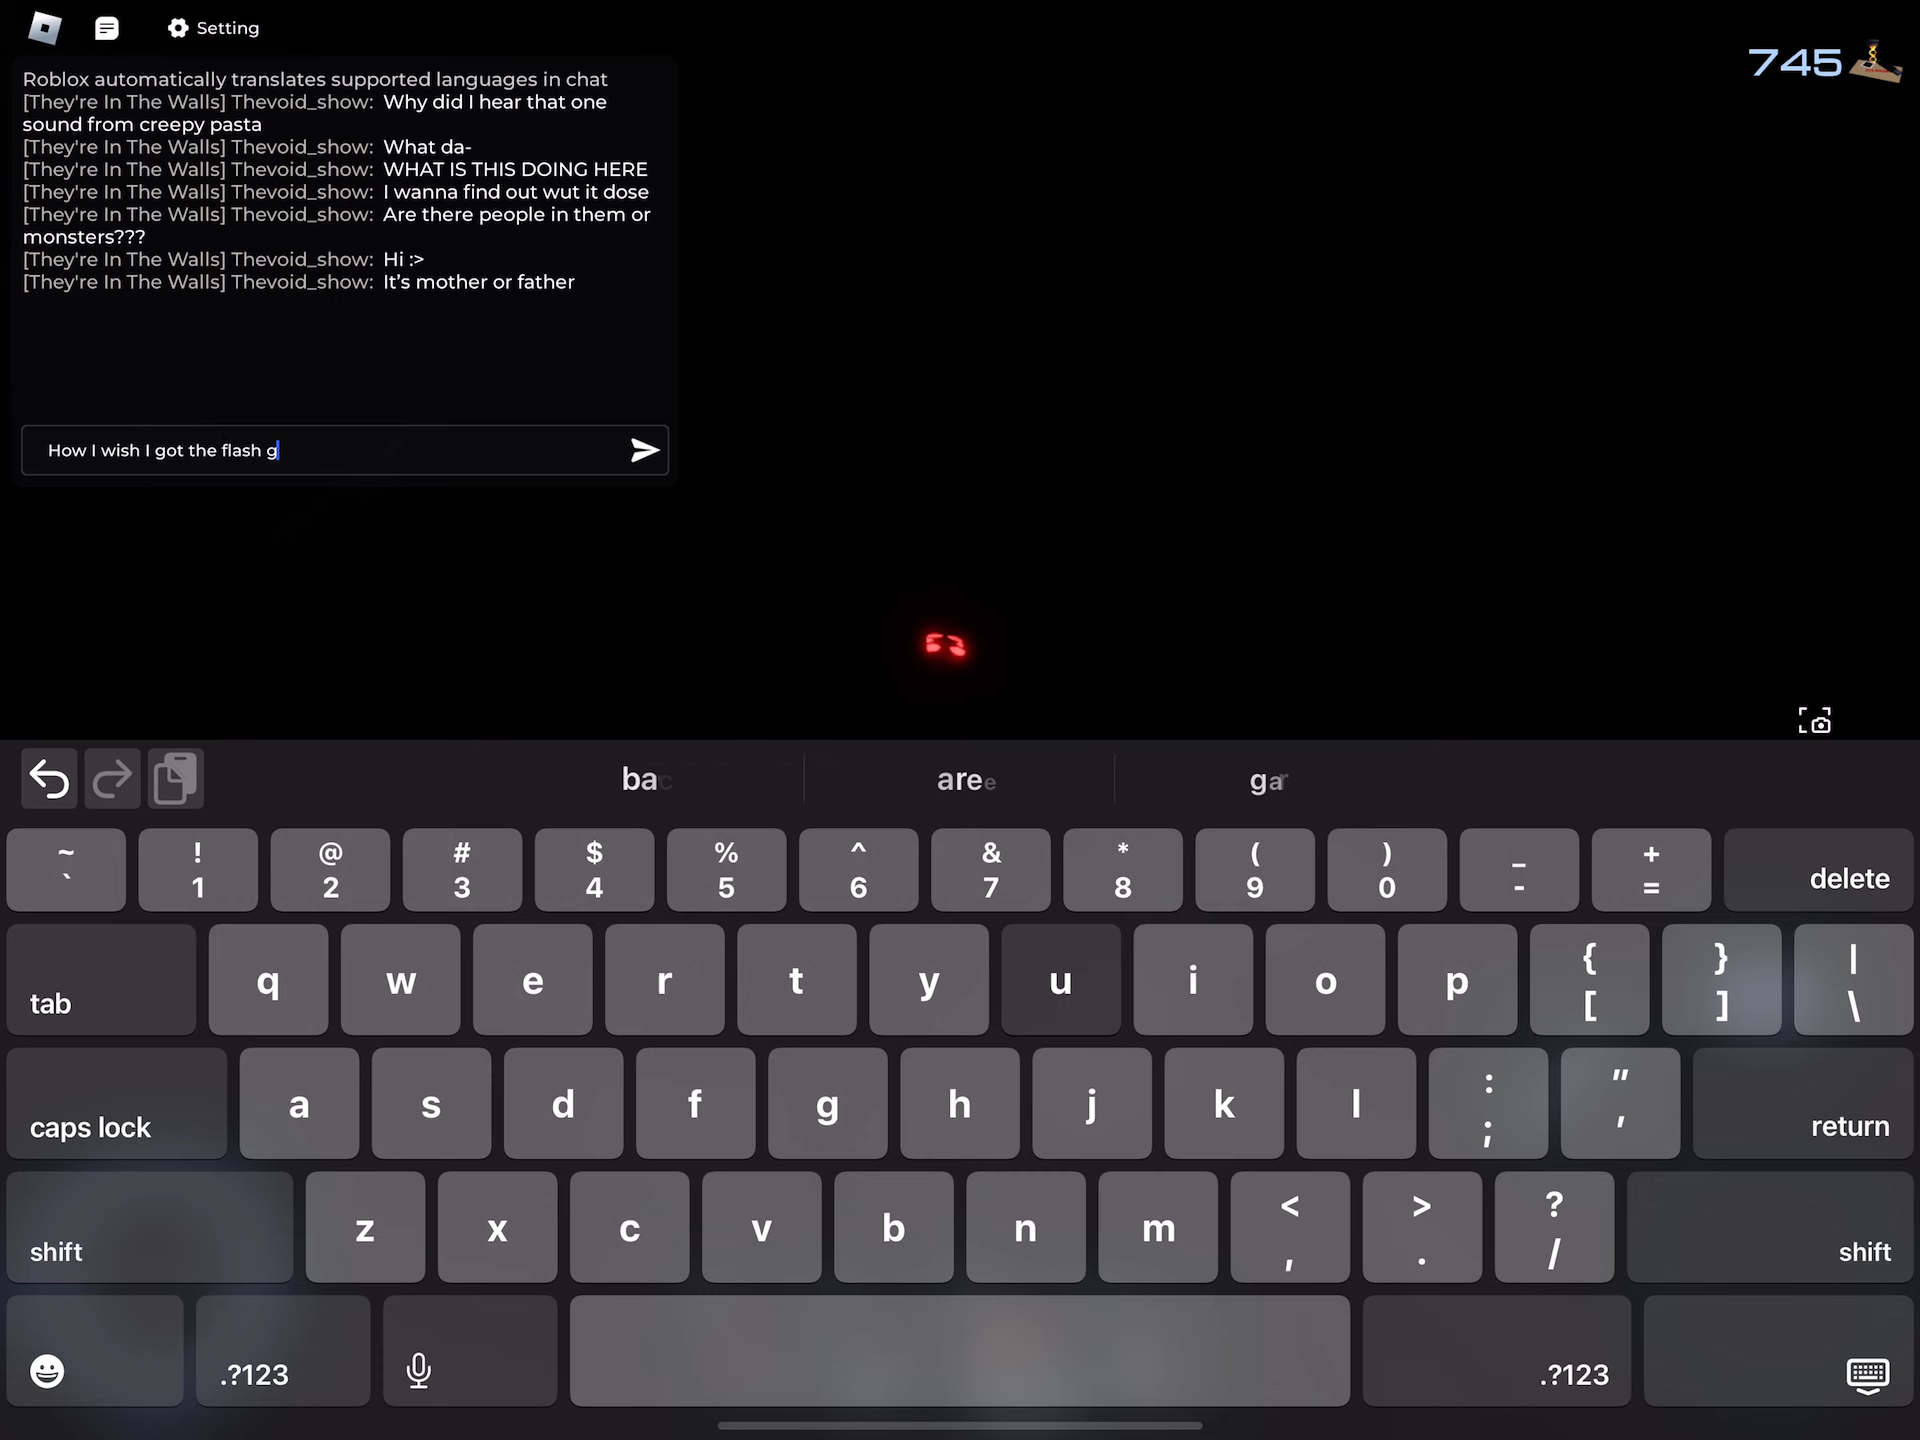 Setting
745
Roblox automatically translates supported languages in chat
[They're In The Walls] Thevoid_show: Why did I hear that one
sound from creepy pasta
[They're In The Walls] Thevoid_show: What da-
[They're In The Walls] Thevoid_show: WHAT IS THIS DOING HERE
[They're In The Walls] Thevoid_show: I wanna find out wut it dose
[They're In The Walls] Thevoid_show: Are there people in them or
monsters???
[They're In The Walls] Thevoid_show: Hi :>
[They're In The Walls] Thevoid_show: It's mother or father
How I wish I got the flash g
bac aree gar
~ ! @ # $ % ^ & * ( ) _ +
` 1 2 3 4 5 6 7 8 9 0 - = delete
tab q w e r t y u i o p { [ } ] | \
caps lock a s d f g h j k l : ; " ' return
shift z x c v b n m < , > . ? / shift
.?123 .?123